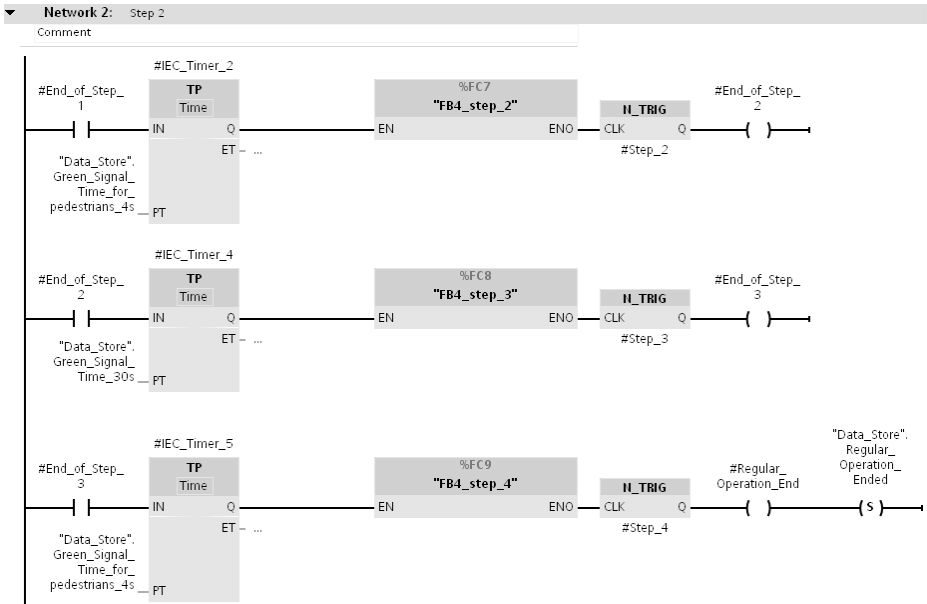 Network 2: Step 2
Comment
#IEC_Timer_2
#End_of_Step_
1
TP
Time
IN
Q
ET
...
"Data_Store".
Green_Signal_
Time_for_
pedestrians_4s
PT
%FC7
"FB4_step_2"
EN
ENO
N_TRIG
CLK
Q
#Step_2
#End_of_Step_
2
#IEC_Timer_4
#End_of_Step_
2
TP
Time
IN
Q
ET
...
"Data_Store".
Green_Signal_
Time_30s
PT
%FC8
"FB4_step_3"
EN
ENO
N_TRIG
CLK
Q
#Step_3
#End_of_Step_
3
#IEC_Timer_5
#End_of_Step_
3
TP
Time
IN
Q
ET
...
"Data_Store".
Green_Signal_
Time_for_
pedestrians_4s
PT
%FC9
"FB4_step_4"
EN
ENO
N_TRIG
CLK
Q
#Step_4
#Regular_
Operation_End
"Data_Store".
Regular_
Operation_
Ended
S